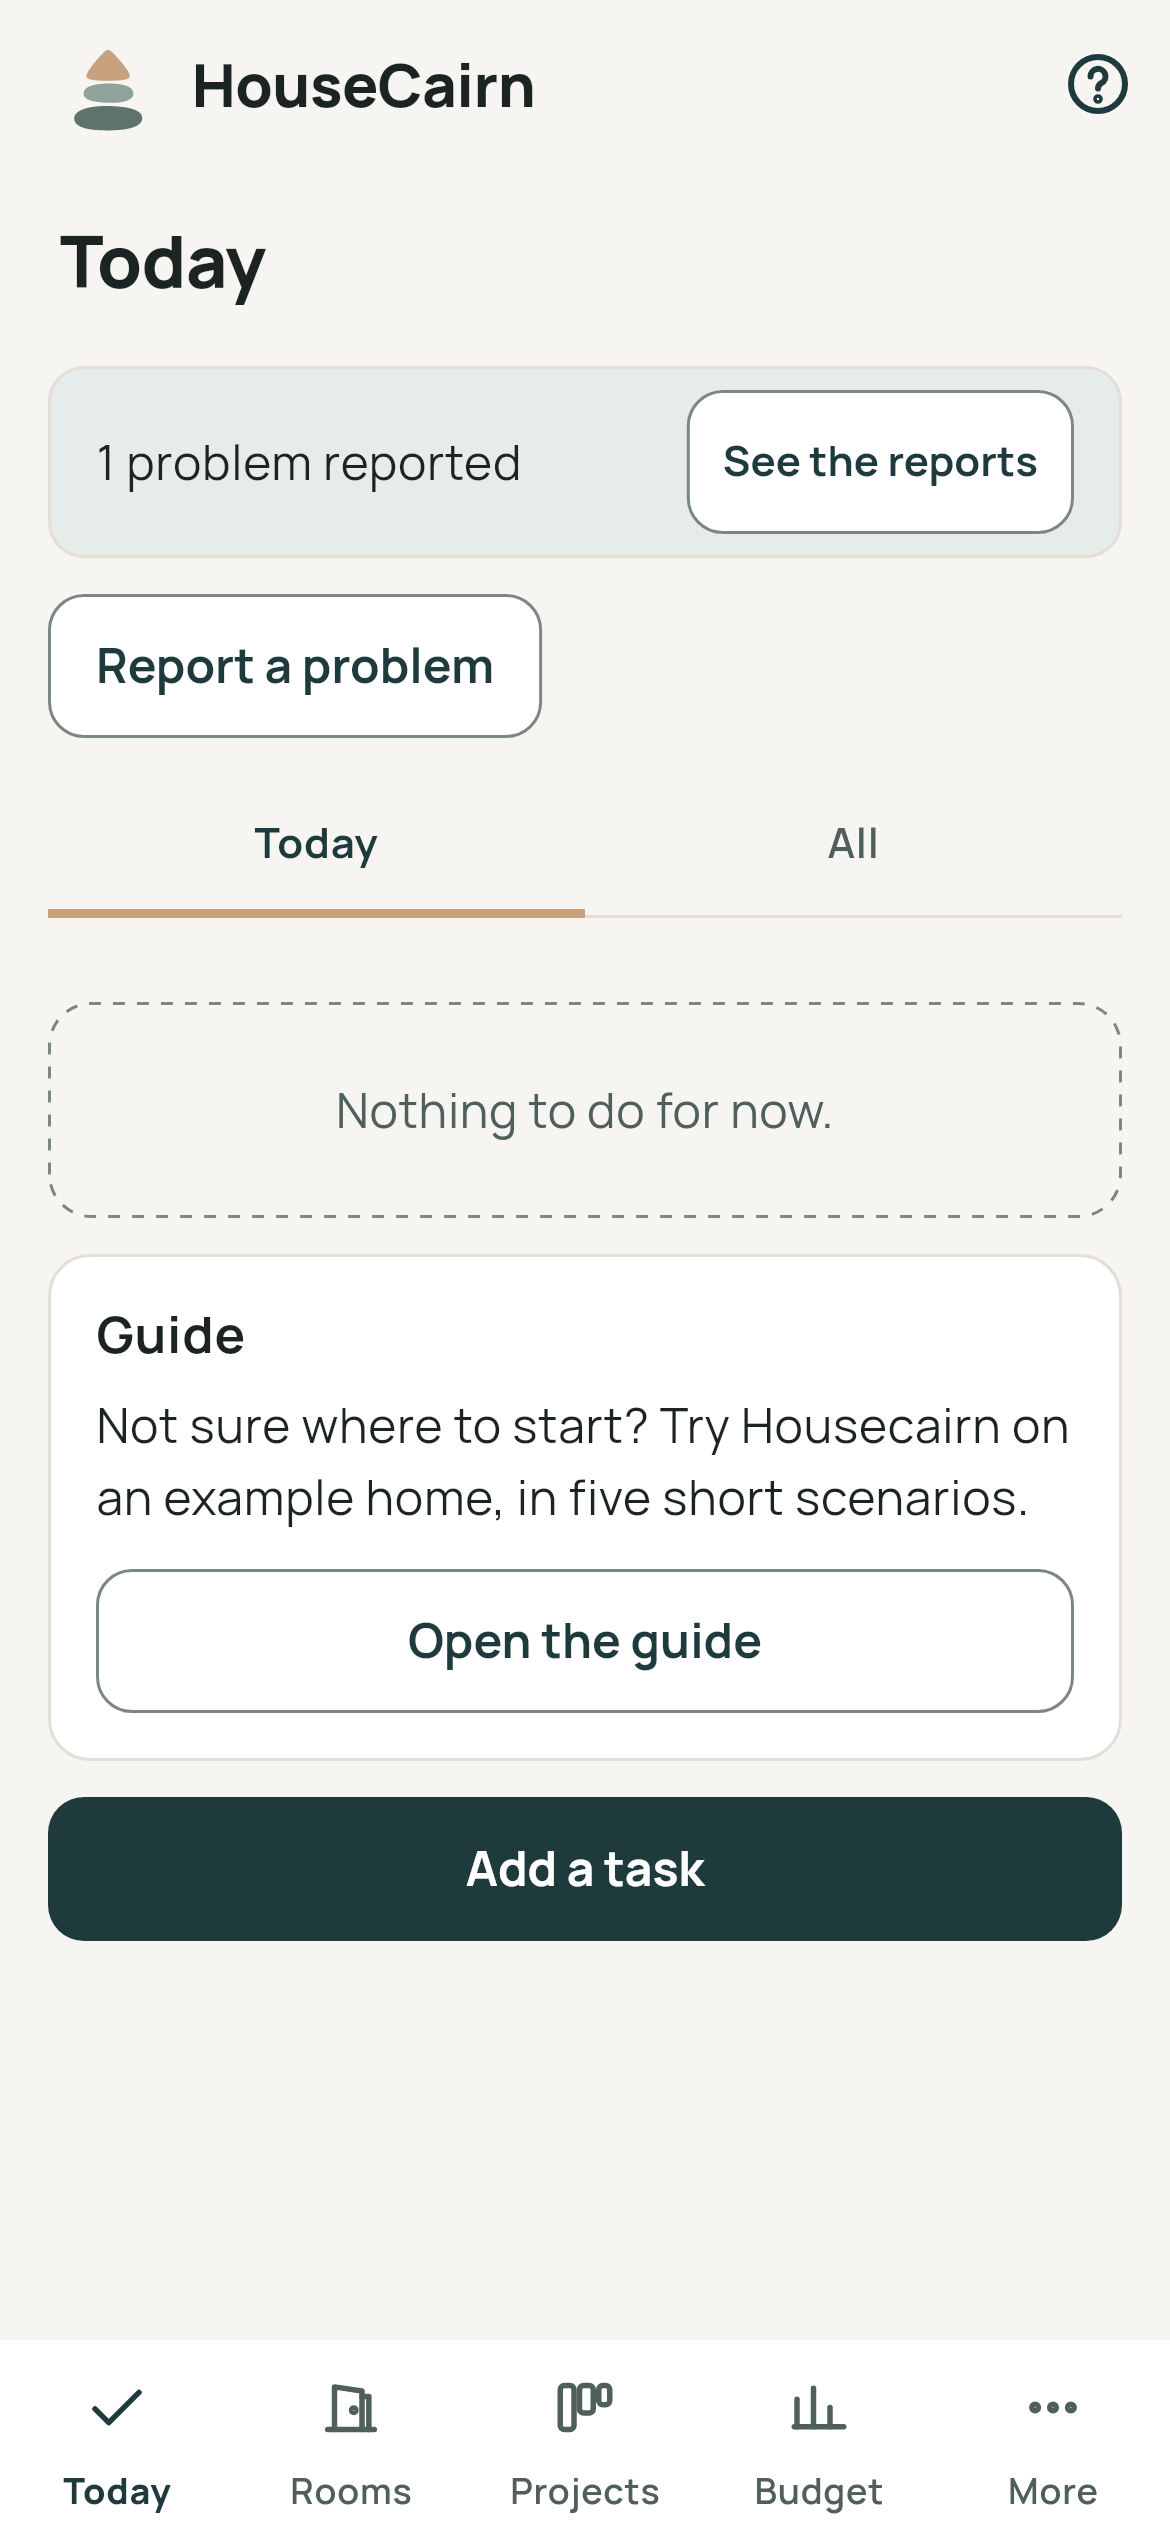 HouseCairn
Today
1 problem reported
See the reports
Report a problem
Today
All
Nothing to do for now.
Guide
Not sure where to start? Try Housecairn on
an example home, in five short scenarios.
Open the guide
Add a task
Today
Rooms
Projects
Budget
More